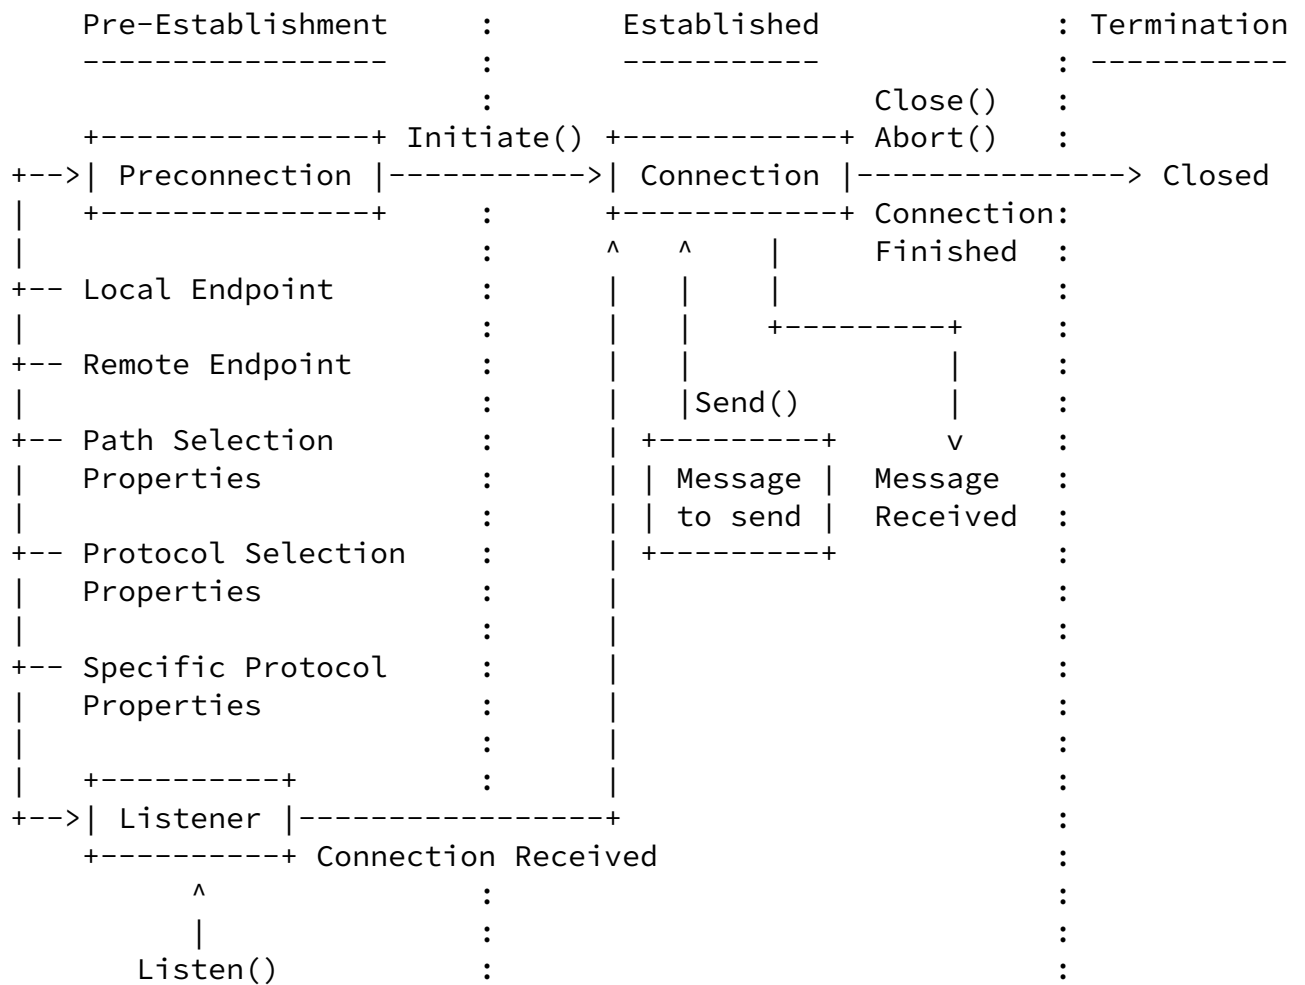 Pre-Establishment     :       Established             : Termination
-----------------     :       -----------             : -----------
                      :                     Close()   :
    +---------------+ Initiate() +------------+ Abort()   :
+-->| Preconnection |----------->| Connection |---------------> Closed
|   +---------------+     :      +------------+ Connection:
|                         :      ^   ^    |     Finished  :
+-- Local Endpoint        :      |   |    |               :
|                         :      |   |    +---------+     :
+-- Remote Endpoint       :      |   |              |     :
|                         :      |   |Send()        |     :
+-- Path Selection        :      | +---------+      v     :
|   Properties            :      | | Message |  Message   :
|                         :      | | to send |  Received  :
+-- Protocol Selection    :      | +---------+            :
|   Properties            :      |                        :
|                         :      |                        :
+-- Specific Protocol     :      |                        :
|   Properties            :      |                        :
|                         :      |                        :
|   +----------+          :      |                        :
+-->| Listener |-----------------+                        :
    +----------+ Connection Received                      :
          ^               :                               :
          |               :                               :
       Listen()           :                               :